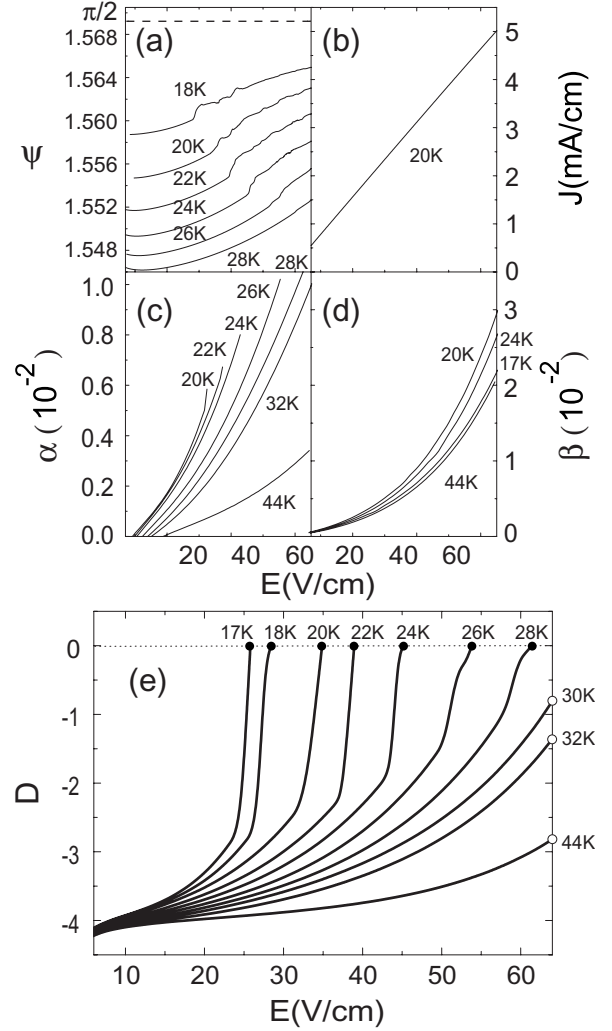 π/2
1.568
1.564
1.560
1.556
1.552
1.548
ψ
(a)
18K
20K
22K
24K
26K
28K
(b)
20K
5
4
3
2
1
0
J(mA/cm)
(c)
28K
26K
24K
22K
20K
32K
44K
1.0
0.8
0.6
0.4
0.2
0.0
α (10⁻²)
(d)
20K
24K
17K
44K
3
2
1
0
β (10⁻²)
20 40 60 20 40 60
E(V/cm)
(e)
17K 18K 20K 22K 24K 26K 28K
30K
32K
44K
0
-1
-2
-3
-4
D
10 20 30 40 50 60
E(V/cm)